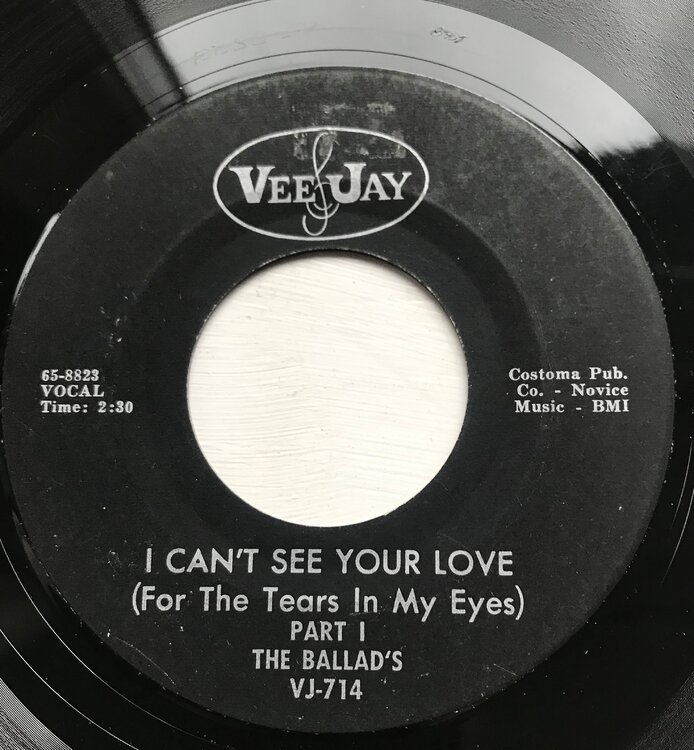 VEE JAY
65-8823
VOCAL
Time: 2:30
Costoma Pub.
Co. - Novice
Music - BMI
I CAN'T SEE YOUR LOVE
(For The Tears In My Eyes)
PART I
THE BALLAD'S
VJ-714